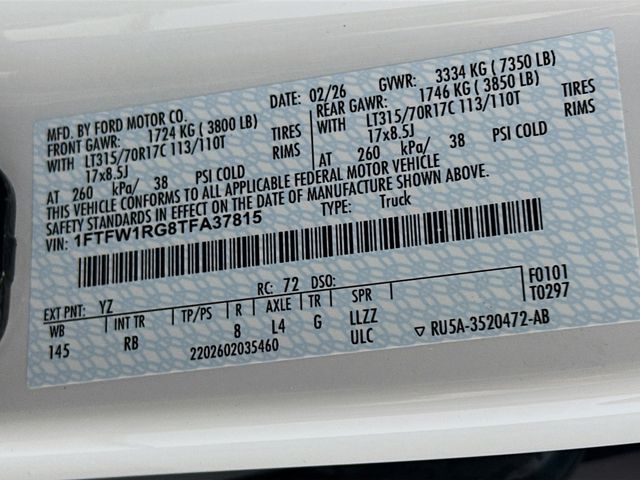 MFD. BY FORD MOTOR CO.
DATE: 02/26 GVWR: 3334 KG ( 7350 LB)
FRONT GAWR: 1724 KG ( 3800 LB) REAR GAWR: 1746 KG ( 3850 LB)
WITH LT315/70R17C 113/110T TIRES LT315/70R17C 113/110T TIRES
17x8.5J RIMS WITH 17x8.5J RIMS
AT 260 kPa/ 38 PSI COLD AT 260 kPa/ 38 PSI COLD
THIS VEHICLE CONFORMS TO ALL APPLICABLE FEDERAL MOTOR VEHICLE
SAFETY STANDARDS IN EFFECT ON THE DATE OF MANUFACTURE SHOWN ABOVE.
VIN: 1FTFW1RG8TFA37815 TYPE: Truck
EXT PNT: YZ RC: 72 DSO: F0101
WB INT TR TP/PS R AXLE TR SPR T0297
145 RB 8 L4 G LLZZ
2202602035460 ULC ▽ RU5A-3520472-AB